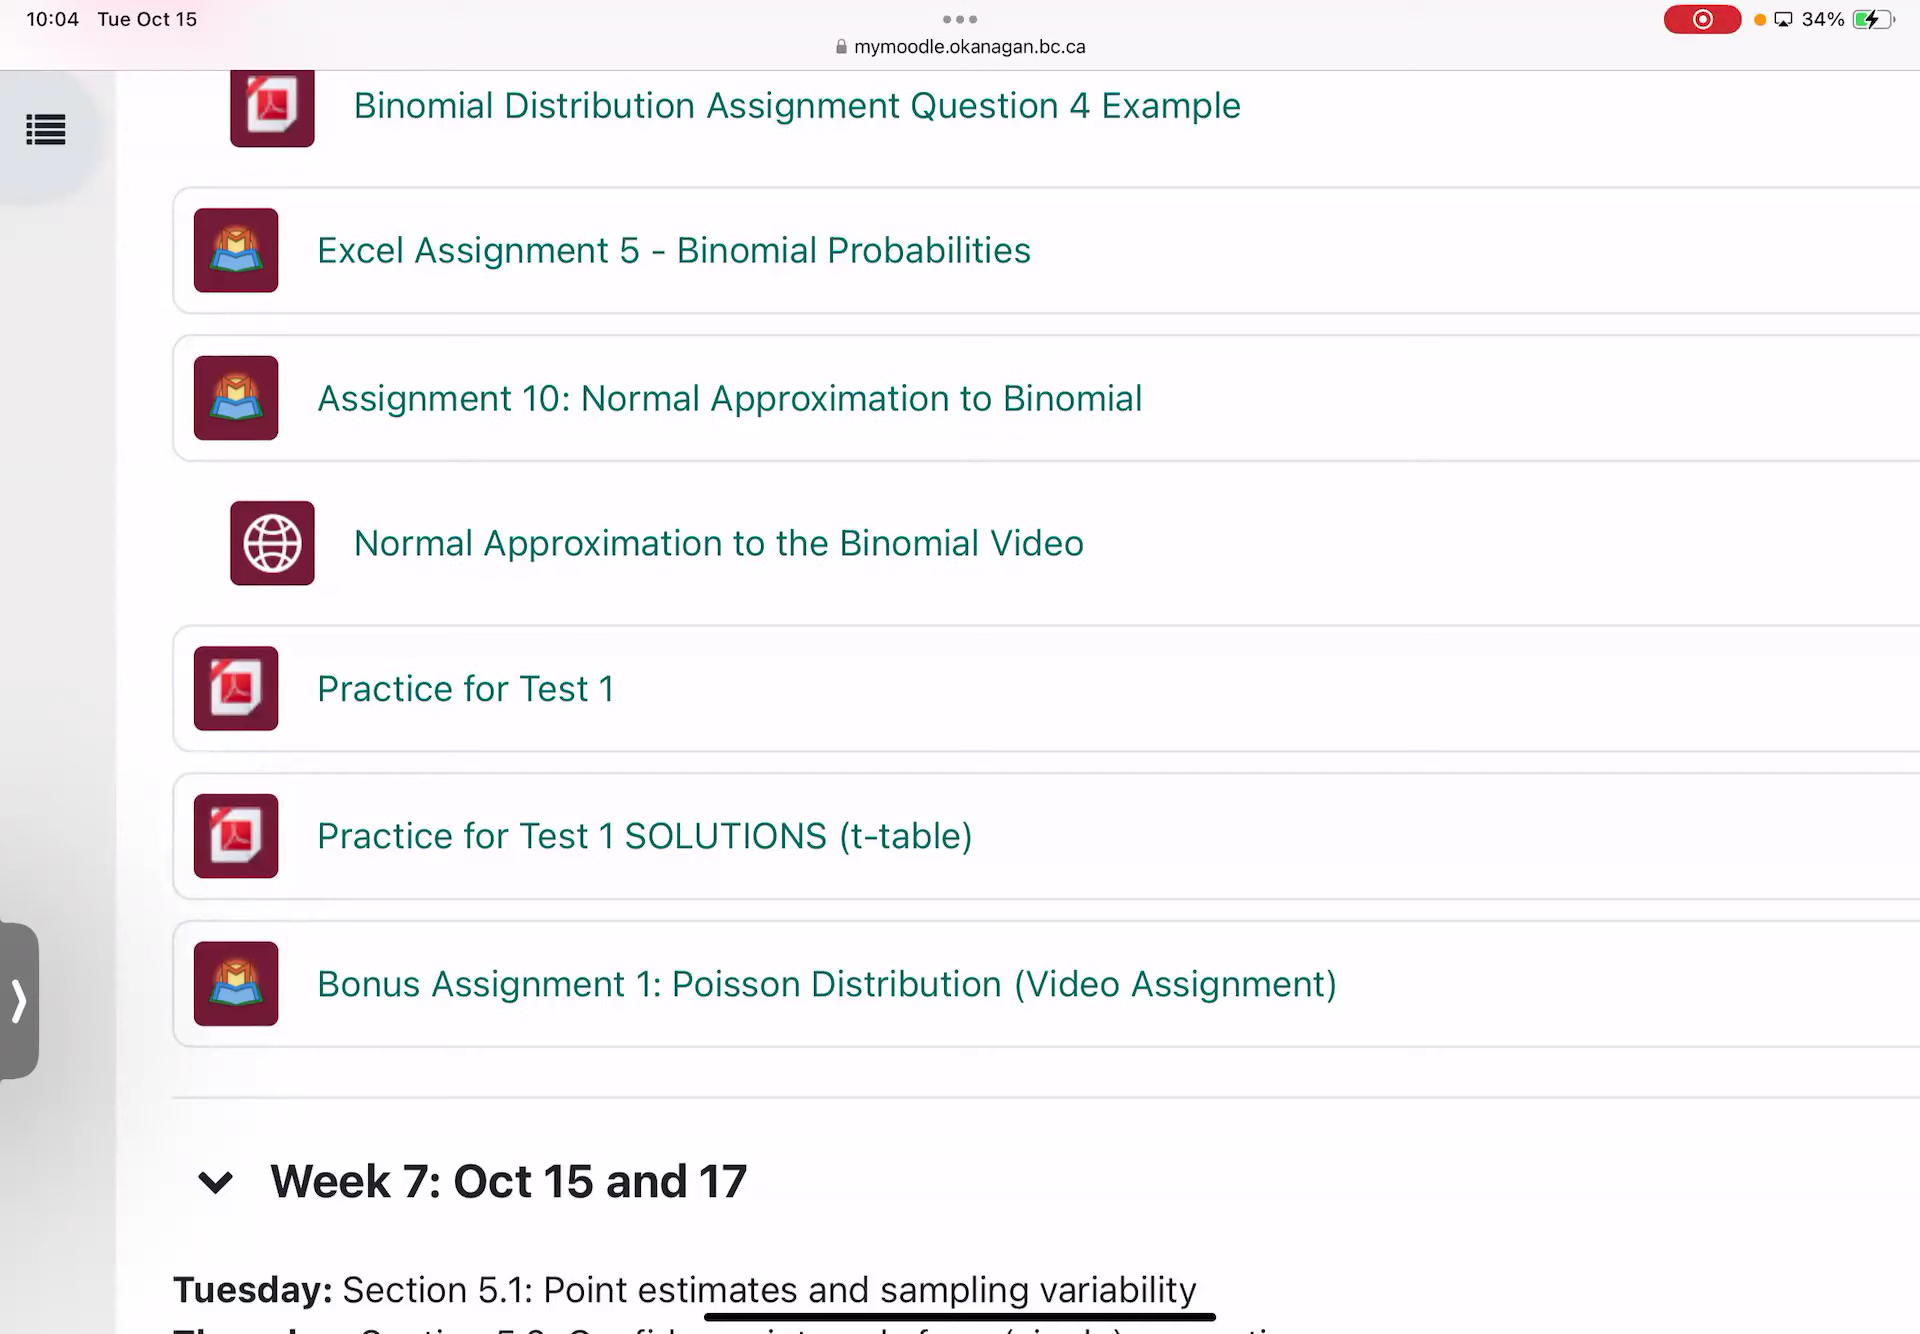 10:04 Tue Oct 15
34%
mymoodle.okanagan.bc.ca
Binomial Distribution Assignment Question 4 Example
Excel Assignment 5 - Binomial Probabilities
Assignment 10: Normal Approximation to Binomial
Normal Approximation to the Binomial Video
Practice for Test 1
Practice for Test 1 SOLUTIONS (t-table)
Bonus Assignment 1: Poisson Distribution (Video Assignment)
Week 7: Oct 15 and 17
Tuesday: Section 5.1: Point estimates and sampling variability